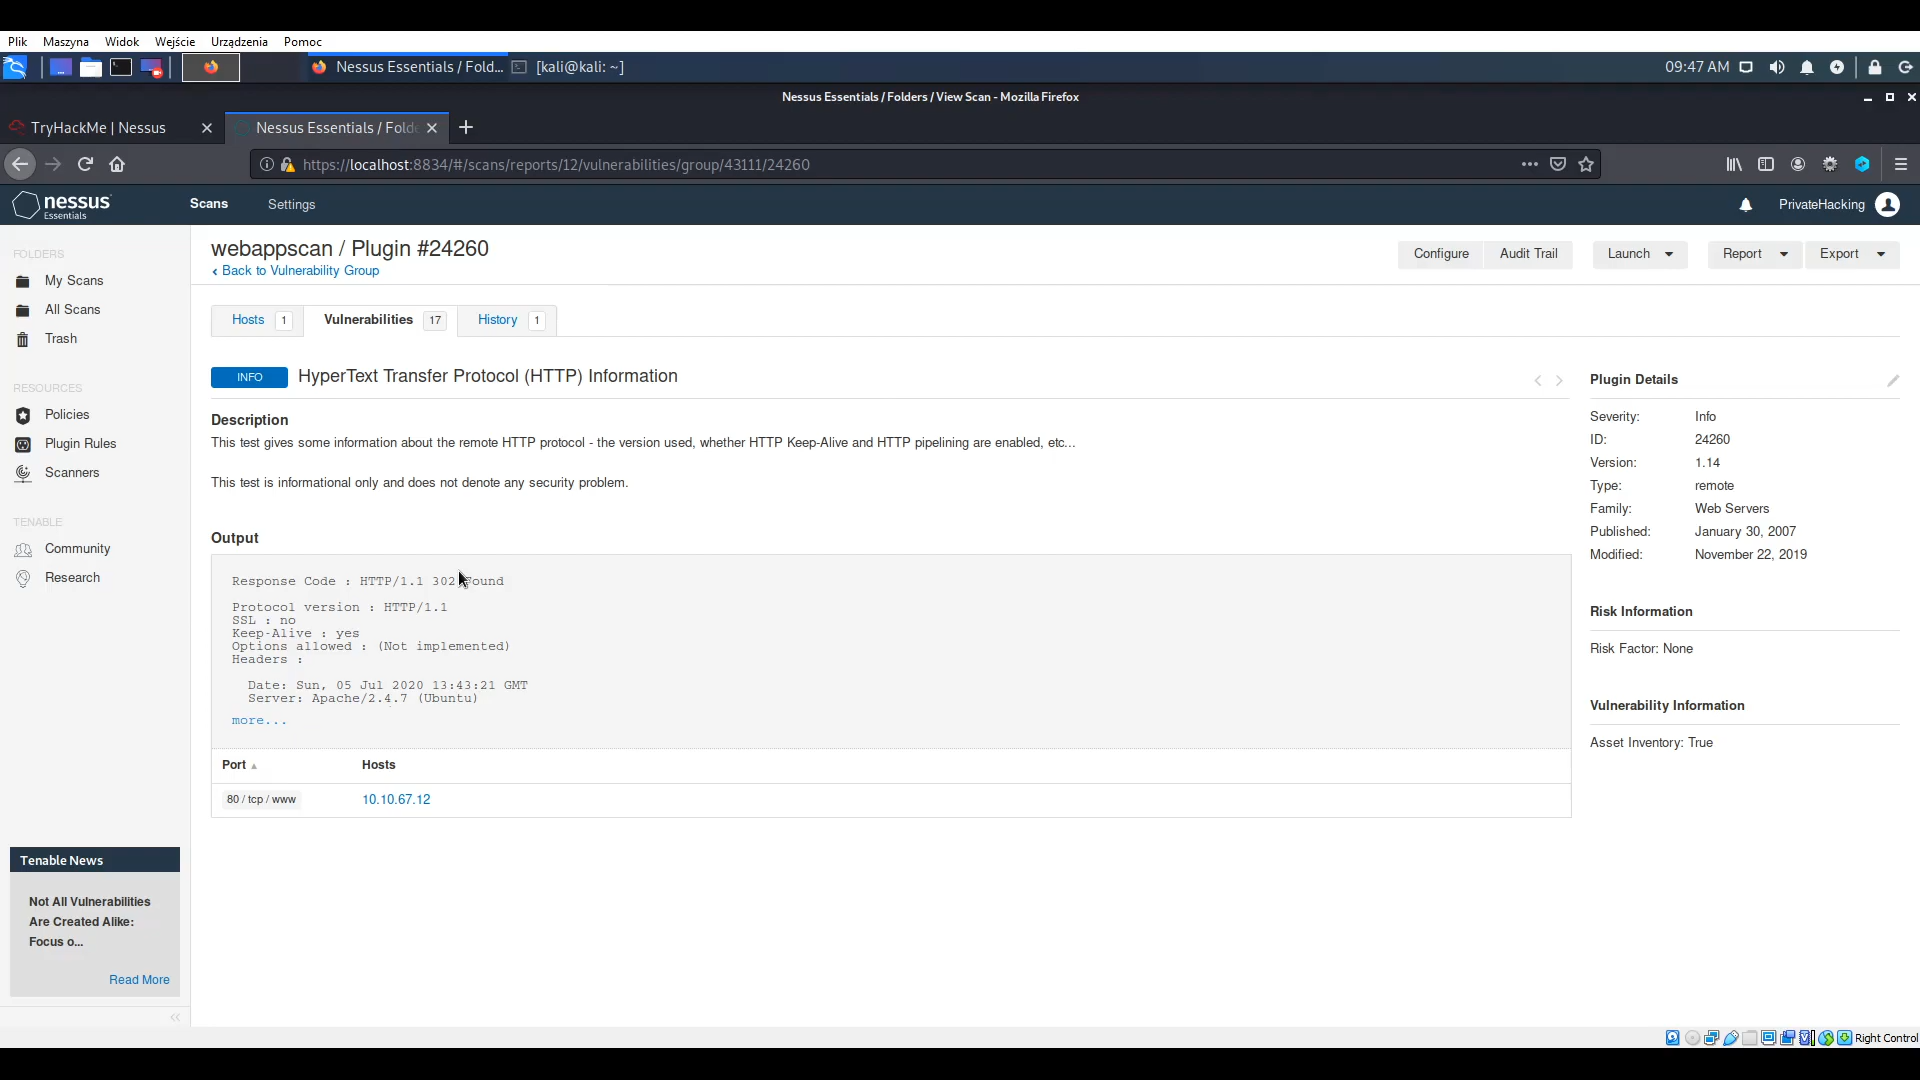 Plik Maszyna Widok Wejście Urządzenia Pomoc
Nessus Essentials / Fold... [kali@kali: ~] 09:47 AM
Nessus Essentials / Folders / View Scan - Mozilla Firefox
TryHackMe | Nessus Nessus Essentials / Folde
https://localhost:8834/#/scans/reports/12/vulnerabilities/group/43111/24260
nessus Essentials Scans Settings PrivateHacking
FOLDERS
My Scans
All Scans
Trash
RESOURCES
Policies
Plugin Rules
Scanners
TENABLE
Community
Research
Tenable News
Not All Vulnerabilities
Are Created Alike:
Focus o...
Read More
webappscan / Plugin #24260
Back to Vulnerability Group
Configure Audit Trail Launch Report Export
Hosts 1 Vulnerabilities 17 History 1
INFO HyperText Transfer Protocol (HTTP) Information
Description
This test gives some information about the remote HTTP protocol - the version used, whether HTTP Keep-Alive and HTTP pipelining are enabled, etc...
This test is informational only and does not denote any security problem.
Output
Response Code : HTTP/1.1 302 Found
Protocol version : HTTP/1.1
SSL : no
Keep-Alive : yes
Options allowed : (Not implemented)
Headers :
Date: Sun, 05 Jul 2020 13:43:21 GMT
Server: Apache/2.4.7 (Ubuntu)
more...
Port Hosts
80 / tcp / www 10.10.67.12
Plugin Details
Severity: Info
ID: 24260
Version: 1.14
Type: remote
Family: Web Servers
Published: January 30, 2007
Modified: November 22, 2019
Risk Information
Risk Factor: None
Vulnerability Information
Asset Inventory: True
Right Control